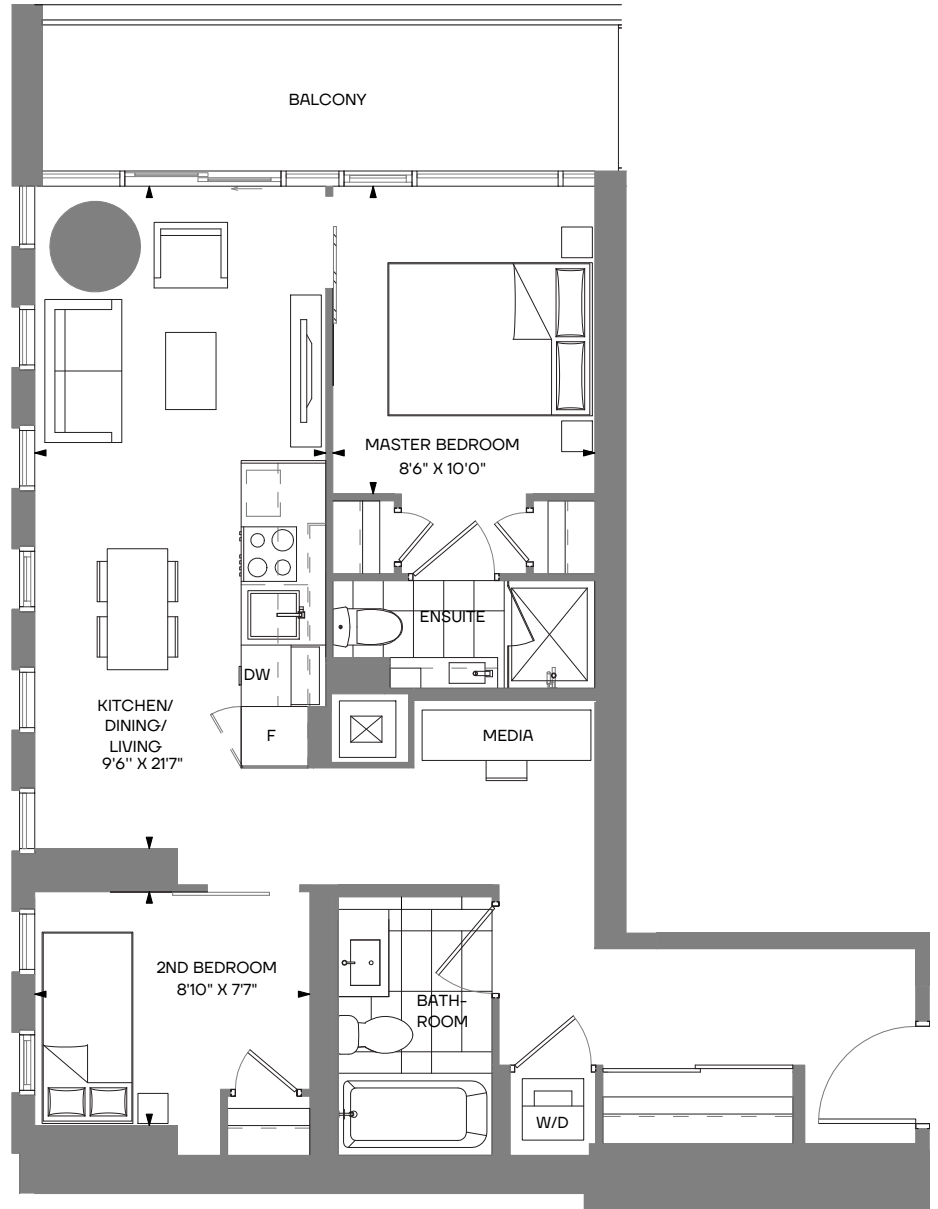 BALCONY
MASTER BEDROOM
8'6" X 10'0"
ENSUITE
DW
KITCHEN/
DINING/
LIVING
9'6'' X 21'7"
F
MEDIA
2ND BEDROOM
8'10" X 7'7"
BATH-
ROOM
W/D